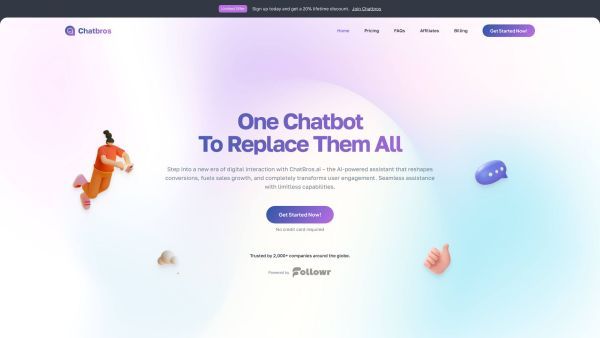 Limited Offer Sign up today and get a 20% lifetime discount. Join Chatbros
Chatbros Home Pricing FAQs Affiliates Billing Get Started Now!
One Chatbot
To Replace Them All
Step into a new era of digital interaction with ChatBros.ai - the AI-powered assistant that reshapes
conversions, fuels sales growth, and completely transforms user engagement. Seamless assistance
with limitless capabilities.
Get Started Now!
No credit card required
Trusted by 2,000+ companies around the globe.
Powered by Followr